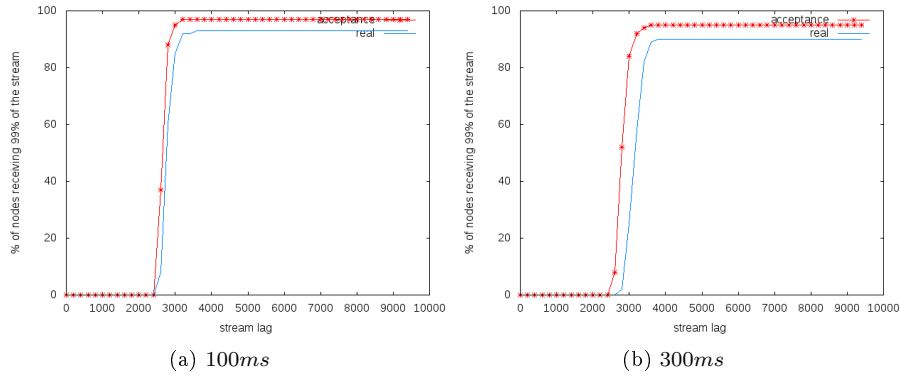 100
80
60
40
20
0
% of nodes receiving 99% of the stream
acceptance
real
0 1000 2000 3000 4000 5000 6000 7000 8000 9000 10000
stream lag
(a) 100ms
100
80
60
40
20
0
% of nodes receiving 99% of the stream
acceptance
real
0 1000 2000 3000 4000 5000 6000 7000 8000 9000 10000
stream lag
(b) 300ms